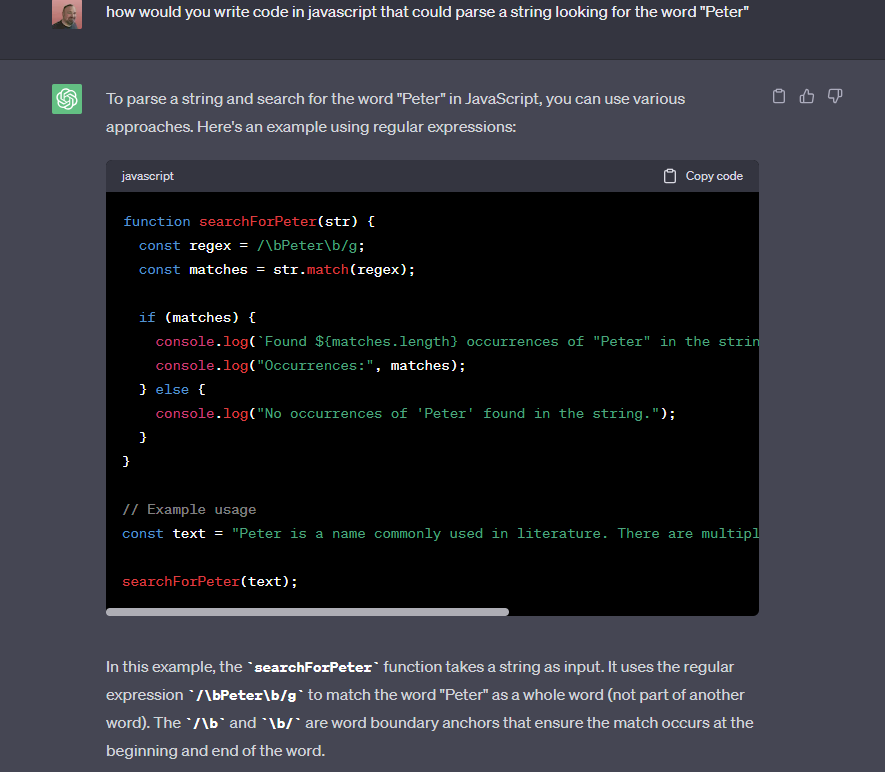 how would you write code in javascript that could parse a string looking for the word "Peter"
To parse a string and search for the word "Peter" in JavaScript, you can use various
approaches. Here's an example using regular expressions:
javascript
Copy code
function searchForPeter(str) {
  const regex = /\bPeter\b/g;
  const matches = str.match(regex);
  if (matches) {
    console.log(`Found ${matches.length} occurrences of "Peter" in the strin
    console.log("Occurrences:", matches);
  } else {
    console.log("No occurrences of 'Peter' found in the string.");
  }
}
// Example usage
const text = "Peter is a name commonly used in literature. There are multipl
searchForPeter(text);
In this example, the `searchForPeter` function takes a string as input. It uses the regular
expression `/\bPeter\b/g` to match the word "Peter" as a whole word (not part of another
word). The `/\b` and `\b/` are word boundary anchors that ensure the match occurs at the
beginning and end of the word.